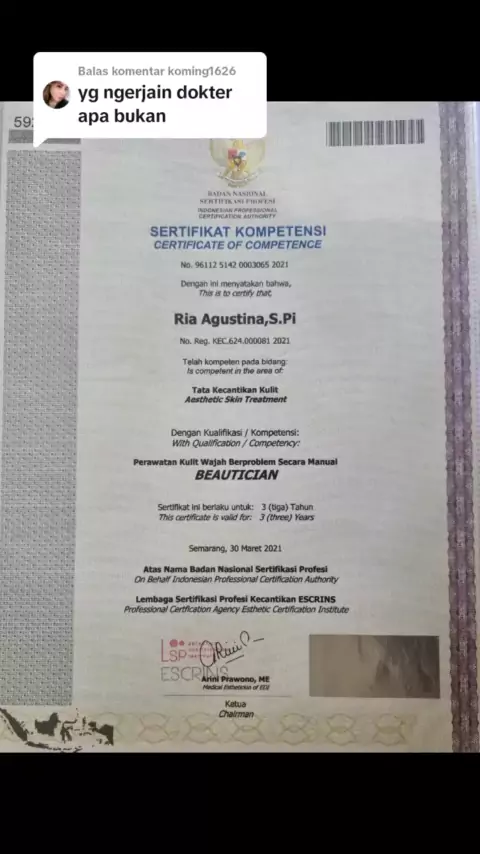 Balas komentar koming1626
yg ngerjain dokter
apa bukan
BADAN NASIONAL
SERTIFIKASI PROFESI
INDONESIAN PROFESSIONAL
CERTIFICATION AUTHORITY
SERTIFIKAT KOMPETENSI
CERTIFICATE OF COMPETENCE
No. 96112 5142 0003065 2021
Dengan ini menyatakan bahwa,
This is to certify that,
Ria Agustina,S.Pi
No. Reg. KEC.624.000081 2021
Telah kompeten pada bidang:
Is competent in the area of:
Tata Kecantikan Kulit
Aesthetic Skin Treatment
Dengan Kualifikasi / Kompetensi:
With Qualification / Competency:
Perawatan Kulit Wajah Berproblem Secara Manual
BEAUTICIAN
Sertifikat ini berlaku untuk: 3 (tiga) Tahun
This certificate is valid for: 3 (three) Years
Semarang, 30 Maret 2021
Atas Nama Badan Nasional Sertifikasi Profesi
On Behalf Indonesian Professional Certification Authority
Lembaga Sertifikasi Profesi Kecantikan ESCRINS
Professional Certification Agency Esthetic Certification Institute
LSP
ESCRINS
Arini Prawono, ME
Medical Esthetician of EDI
Ketua
Chairman